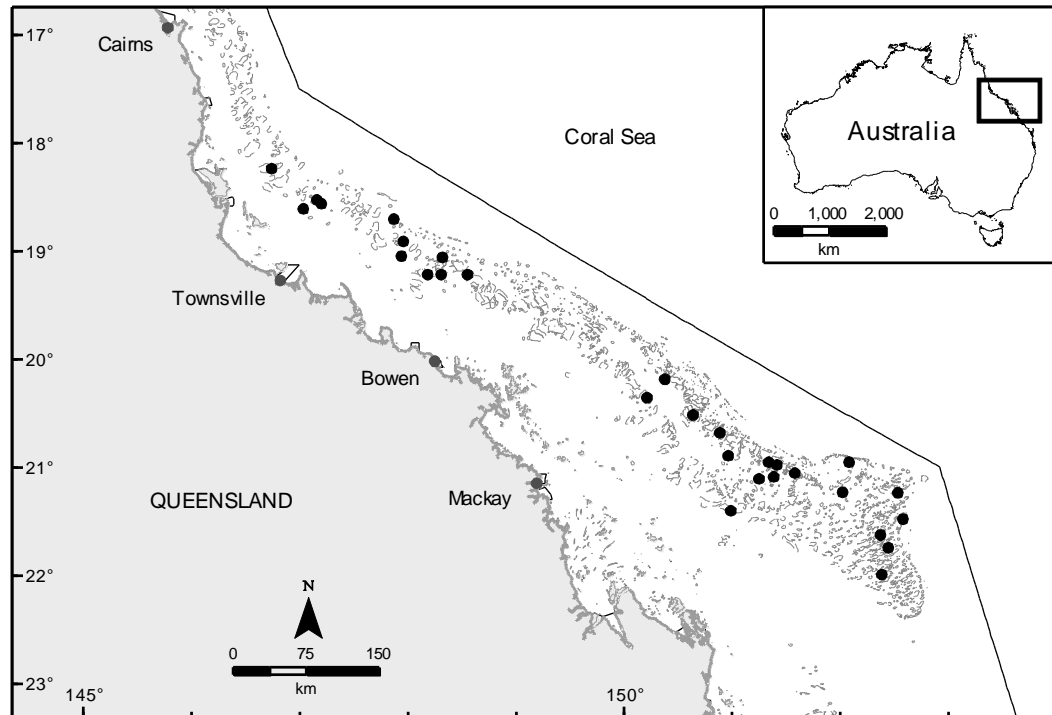 17°
Cairns
18°
19°
Townsville
20°
Bowen
21°
Mackay
QUEENSLAND
22°
23°
Coral Sea
Australia
0 1,000 2,000
km
N
0 75 150
km
145°
150°